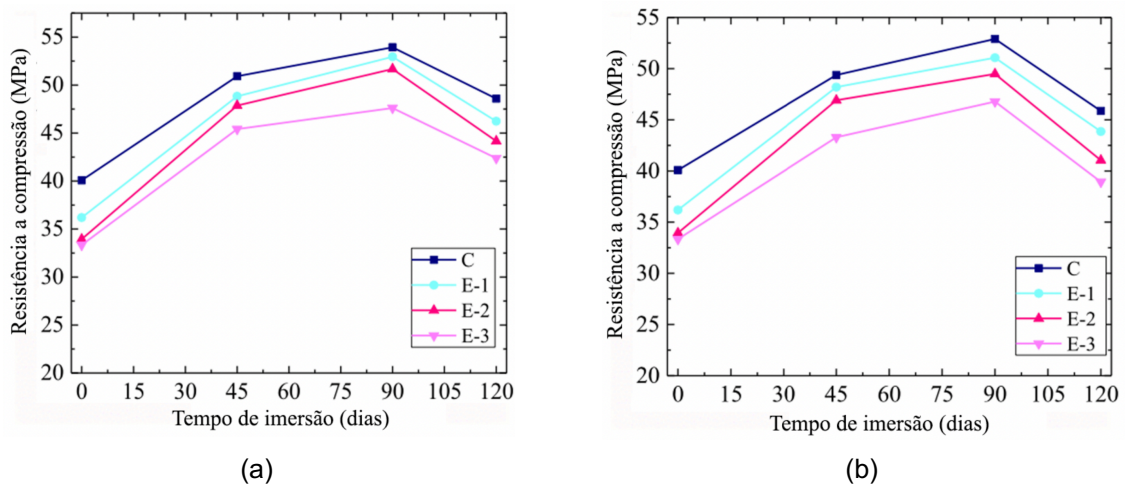 Resistência a compressão (MPa)
55
50
45
40
35
30
25
20
0 15 30 45 60 75 90 105 120
Tempo de imersão (dias)
C
E-1
E-2
E-3
(a)
Resistência a compressão (MPa)
55
50
45
40
35
30
25
20
0 15 30 45 60 75 90 105 120
Tempo de imersão (dias)
C
E-1
E-2
E-3
(b)